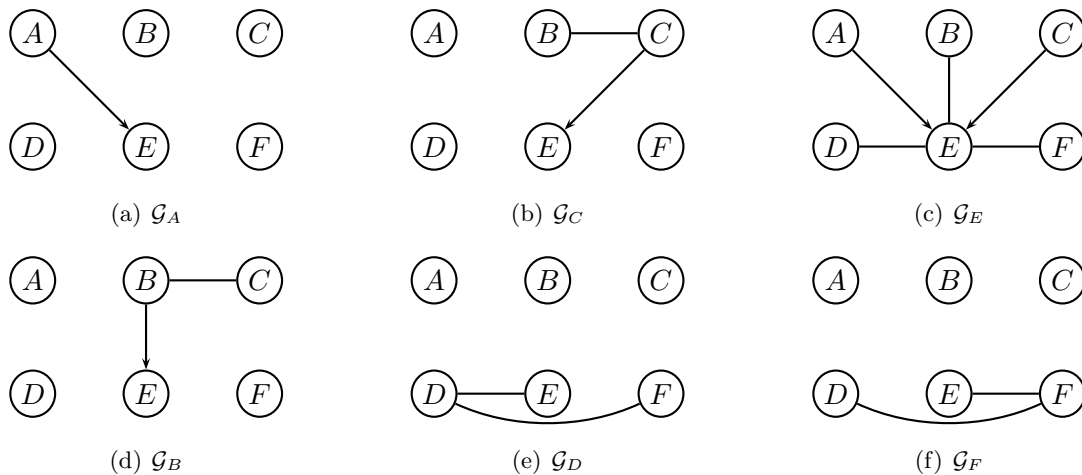 A B C A B C A B C
D E F D E F D E F
(a) 𝒢_A (b) 𝒢_C (c) 𝒢_E
A B C A B C A B C
D E F D E F D E F
(d) 𝒢_B (e) 𝒢_D (f) 𝒢_F